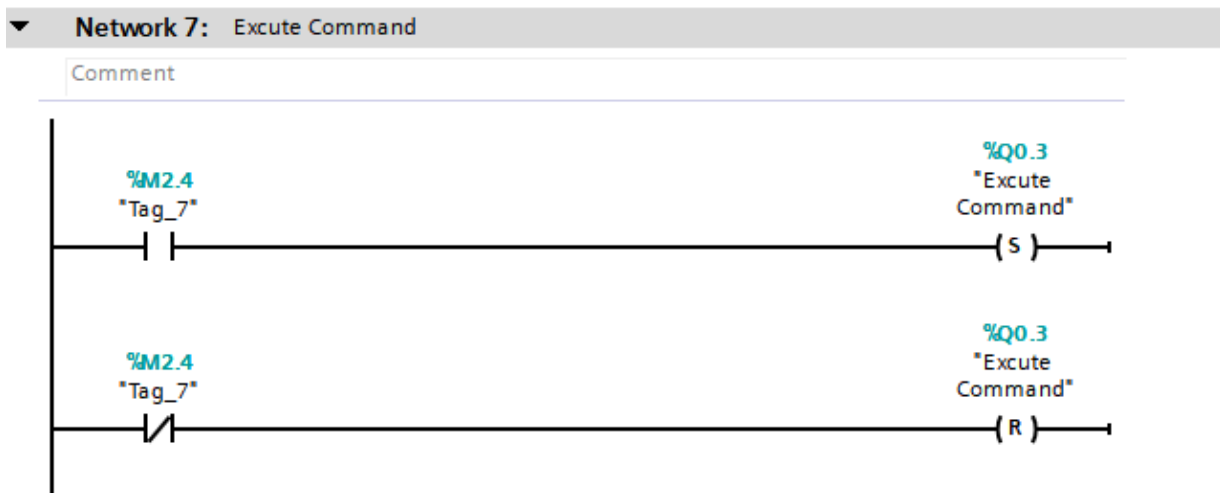 Network 7: Excute Command
Comment
%M2.4
"Tag_7"
%Q0.3
"Excute
Command"
S
%M2.4
"Tag_7"
%Q0.3
"Excute
Command"
R